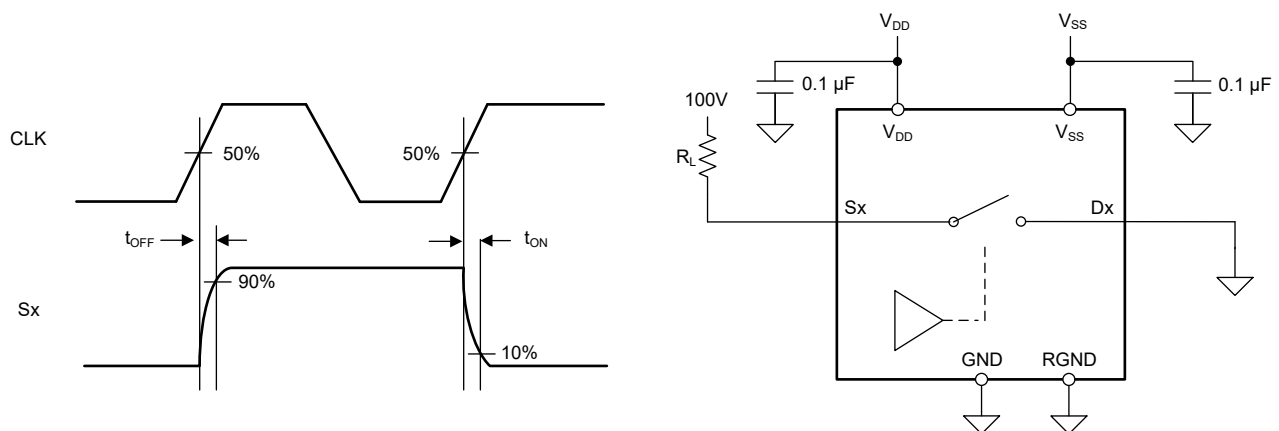 CLK
50%
50%
tOFF
tON
90%
Sx
10%
VDD
VSS
0.1 µF
0.1 µF
100V
VDD
VSS
RL
Sx
Dx
GND
RGND